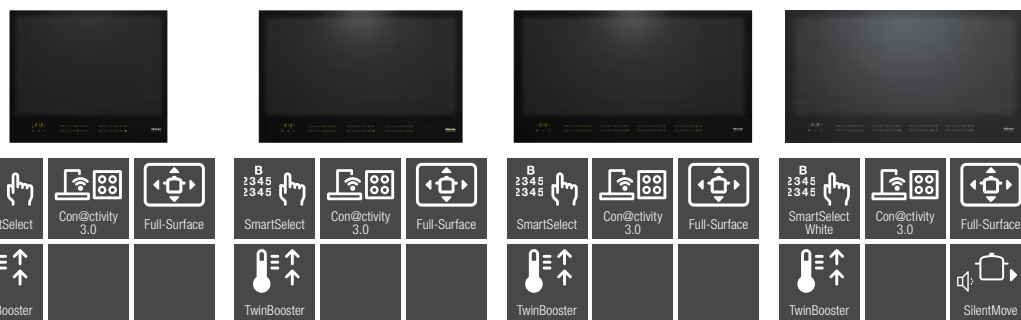 tSelect
Con@ctivity
3.0
Full-Surface
B
2345
2345
SmartSelect
Con@ctivity
3.0
Full-Surface
B
2345
2345
SmartSelect
Con@ctivity
3.0
Full-Surface
B
2345
2345
SmartSelect
White
Con@ctivity
3.0
Full-Surface
Booster
TwinBooster
TwinBooster
TwinBooster
SilentMove